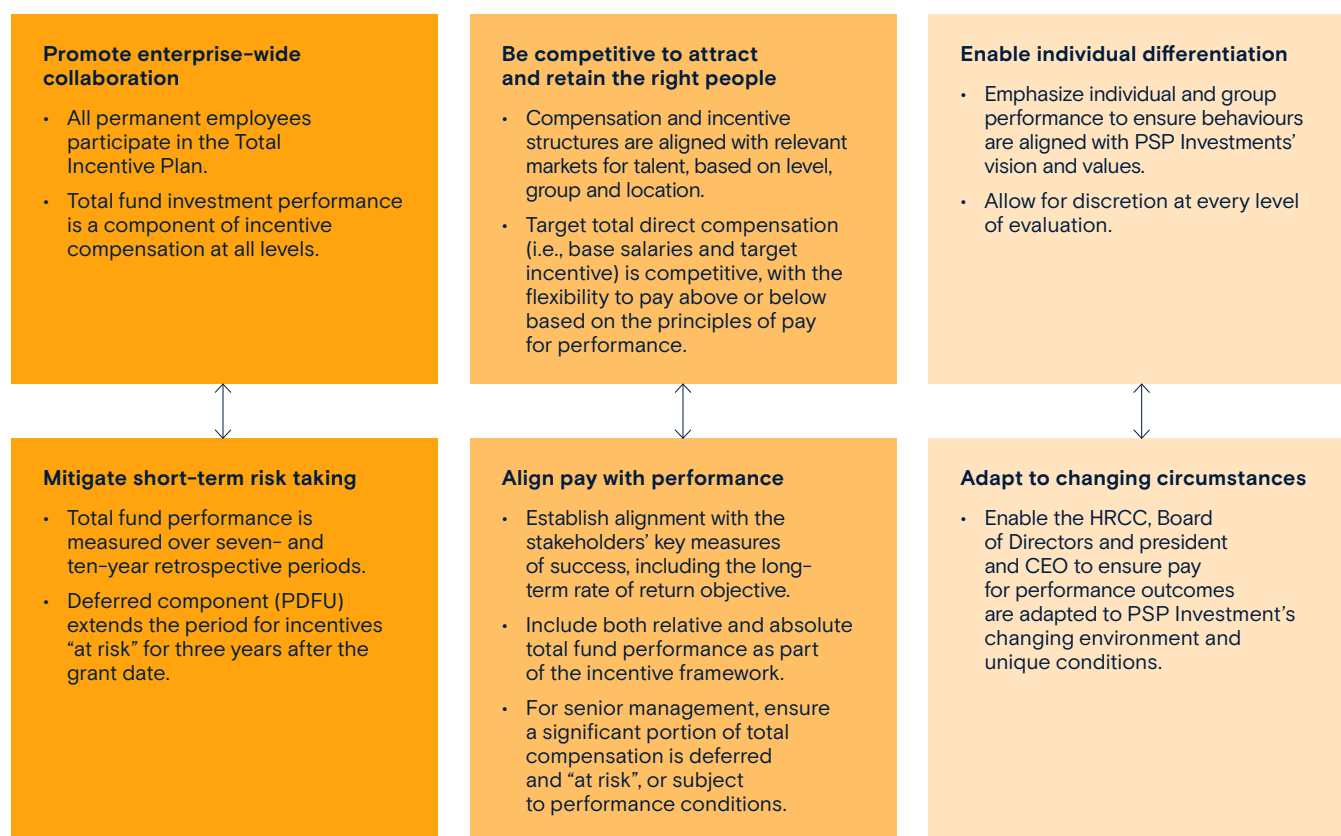 Promote enterprise-wide
collaboration
• All permanent employees
participate in the Total
Incentive Plan.
• Total fund investment performance
is a component of incentive
compensation at all levels.
Be competitive to attract
and retain the right people
• Compensation and incentive
structures are aligned with relevant
markets for talent, based on level,
group and location.
• Target total direct compensation
(i.e., base salaries and target
incentive) is competitive, with the
flexibility to pay above or below
based on the principles of pay
for performance.
Enable individual differentiation
• Emphasize individual and group
performance to ensure behaviours
are aligned with PSP Investments’
vision and values.
• Allow for discretion at every level
of evaluation.
Mitigate short-term risk taking
• Total fund performance is
measured over seven- and
ten-year retrospective periods.
• Deferred component (PDFU)
extends the period for incentives
“at risk” for three years after the
grant date.
Align pay with performance
• Establish alignment with the
stakeholders’ key measures
of success, including the long-
term rate of return objective.
• Include both relative and absolute
total fund performance as part
of the incentive framework.
• For senior management, ensure
a significant portion of total
compensation is deferred
and “at risk”, or subject
to performance conditions.
Adapt to changing circumstances
• Enable the HRCC, Board
of Directors and president
and CEO to ensure pay
for performance outcomes
are adapted to PSP Investment’s
changing environment and
unique conditions.